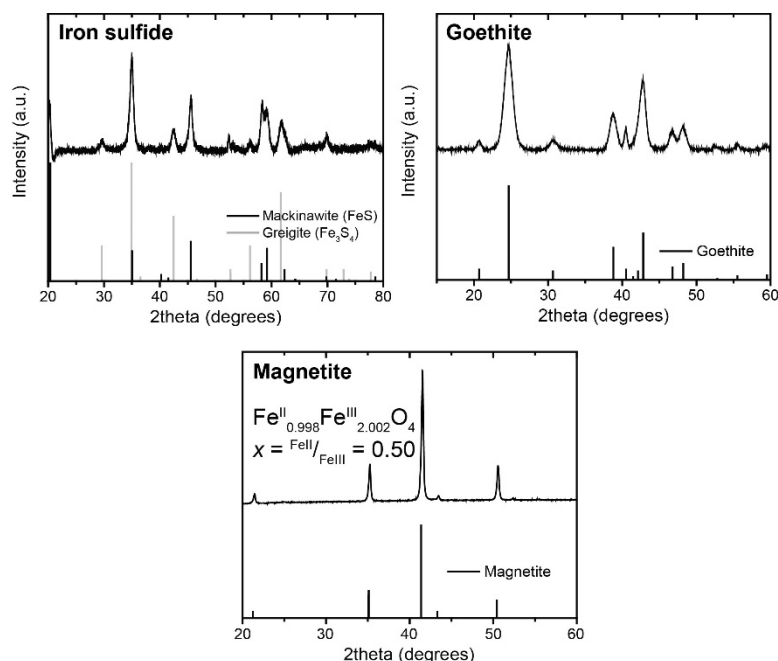 Iron sulfide
Intensity (a.u.)
Mackinawite (FeS)
Greigite (Fe₃S₄)
20 30 40 50 60 70 80
2theta (degrees)
Goethite
Intensity (a.u.)
Goethite
20 30 40 50 60
2theta (degrees)
Magnetite
Feᴵᴵ₀.₉₉₈Feᴵᴵᴵ₂.₀₀₂O₄
x = FeII/FeIII = 0.50
Intensity (a.u.)
Magnetite
20 30 40 50 60
2theta (degrees)